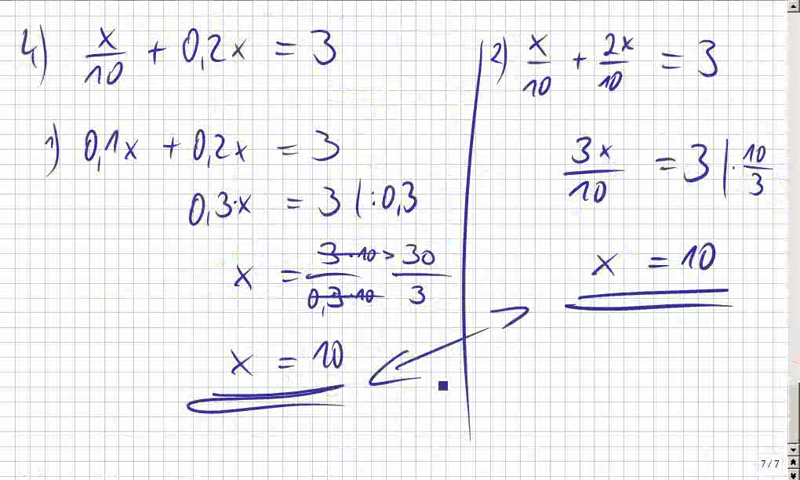 4) x/10 + 0,2x = 3
1) 0,1x + 0,2x = 3
0,3·x = 3 |:0,3
x = 3·10/0,3·10 = 30/3
x = 10
2) x/10 + 2x/10 = 3
3x/10 = 3 |· 10/3
x = 10
7/7